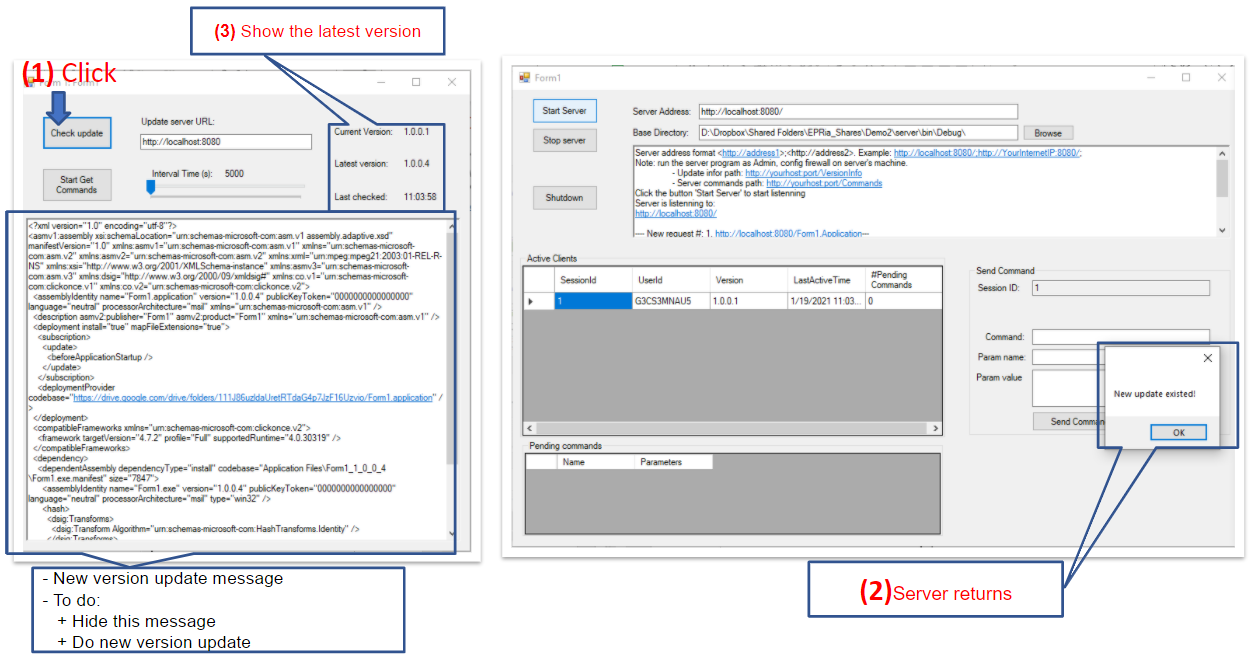 (3) Show the latest version
(1) Click
Form 1: Form1
Check update
Update server URL:
http://localhost:8080
Start Get
Commands
Interval Time (s): 5000
Current Version: 1.0.0.1
Latest version: 1.0.0.4
Last checked: 11:03:58
<?xml version="1.0" encoding="utf-8"?>
<asmv1:assembly xsi:schemaLocation="urn:schemas-microsoft-com:asm.v1 assembly.adaptive.xsd"
manifestVersion="1.0" xmlns:asmv1="urn:schemas-microsoft-com:asm.v1" xmlns="urn:schemas-microsoft-
com:asm.v2" xmlns:asmv2="urn:schemas-microsoft-com:asm.v2" xmlns:xml="urn:mpeg:mpeg21:2003:01-REL-R-
NS" xmlns:xsi="http://www.w3.org/2001/XMLSchema-instance" xmlns:asmv3="urn:schemas-microsoft-
com:asm.v3" xmlns:dsig="http://www.w3.org/2000/09/xmldsig#" xmlns:co.v1="urn:schemas-microsoft-
com:clickonce.v1" xmlns:co.v2="urn:schemas-microsoft-com:clickonce.v2">
<assemblyIdentity name="Form1.application" version="1.0.0.4" publicKeyToken="0000000000000000"
language="neutral" processorArchitecture="msil" xmlns="urn:schemas-microsoft-com:asm.v1" />
<description asmv2:publisher="Form1" asmv2:product="Form1" xmlns="urn:schemas-microsoft-com:asm.v1" />
<deployment install="true" mapFileExtensions="true">
<subscription>
<update>
<beforeApplicationStartup />
</update>
</subscription>
<deploymentProvider
codebase="https://drive.google.com/drive/folders/111J86uzldaUretRTdaG4p7JzF16Uzvio/Form1.application" /
>
</deployment>
<compatibleFrameworks xmlns="urn:schemas-microsoft-com:clickonce.v2">
<framework targetVersion="4.7.2" profile="Full" supportedRuntime="4.0.30319" />
</compatibleFrameworks>
<dependency>
<dependentAssembly dependencyType="install" codebase="Application Files\Form1_1_0_0_4
\Form1.exe.manifest" size="7847">
<assemblyIdentity name="Form1.exe" version="1.0.0.4" publicKeyToken="0000000000000000"
language="neutral" processorArchitecture="msil" type="win32" />
<hash>
<dsig:Transforms>
<dsig:Transform Algorithm="urn:schemas-microsoft-com:HashTransforms.Identity" />
</dsig:Transforms>
- New version update message
- To do:
+ Hide this message
+ Do new version update
Form1
Start Server
Stop server
Shutdown
Server Address: http://localhost:8080/
Base Directory: D:\Dropbox\Shared Folders\EPRia_Shares\Demo2\server\bin\Debug\ Browse
Server address format <http://address1>;<http://address2>. Example: http://localhost:8080/;http://YourInternetIP:8080/;
Note: run the server program as Admin, config firewall on server's machine.
- Update infor path: http://yourhost:port/VersionInfo
- Server commands path: http://yourhost:port/Commands
Click the button 'Start Server' to start listenning
Server is listenning to:
http://localhost:8080/
---- New request #: 1. http://localhost:8080/Form1.Application---
Active Clients
SessionId UserId Version LastActiveTime #Pending Commands
1 G3CS3MNAU5 1.0.0.1 1/19/2021 11:03... 0
Pending commands
Name Parameters
Send Command
Session ID: 1
Command:
Param name:
Param value
Send Comman
New update existed!
OK
(2) Server returns